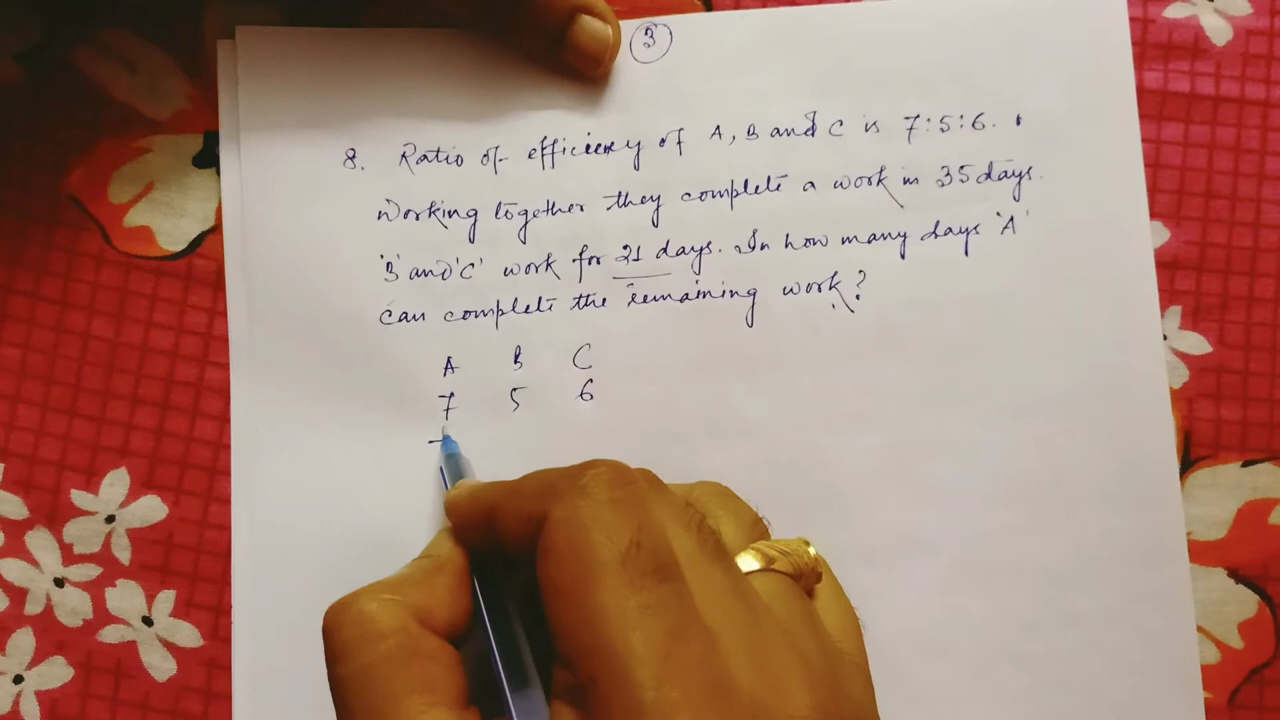 3
8. Ratio of efficiency of A, B and C is 7:5:6.
Working together they complete a work in 35 days.
'B' and 'C' work for 21 days. In how many days 'A'
can complete the remaining work?
A B C
7 5 6